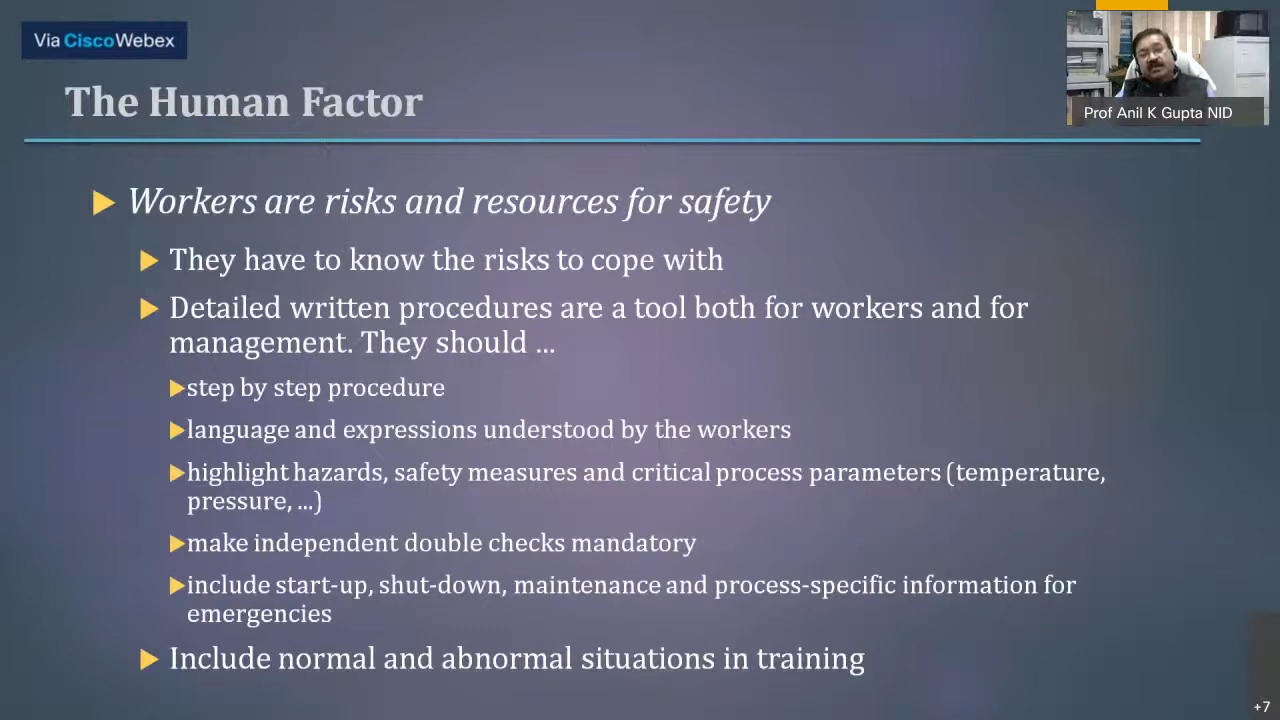 Via CiscoWebex
Prof Anil K Gupta NID
The Human Factor
Workers are risks and resources for safety
They have to know the risks to cope with
Detailed written procedures are a tool both for workers and for
management. They should ...
step by step procedure
language and expressions understood by the workers
highlight hazards, safety measures and critical process parameters (temperature,
pressure, ...)
make independent double checks mandatory
include start-up, shut-down, maintenance and process-specific information for
emergencies
Include normal and abnormal situations in training
+7